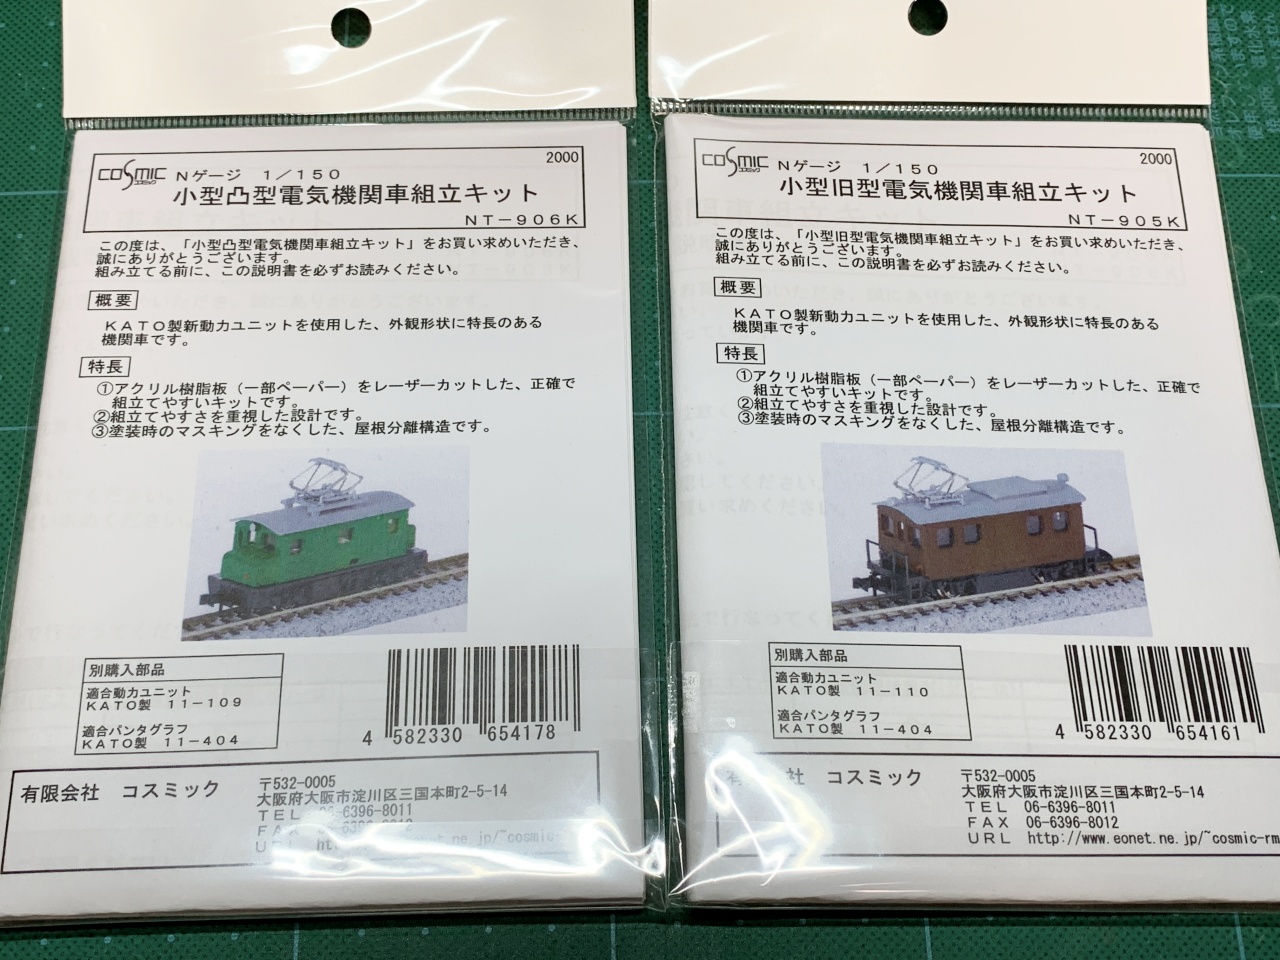 COSMIC
コスミック
Nゲージ 1/150
2000
小型凸型電気機関車組立キット
NT-906K
この度は、「小型凸型電気機関車組立キット」をお買い求めいただき、
誠にありがとうございます。
組み立てる前に、この説明書を必ずお読みください。
概要
KATO製新動力ユニットを使用した、外観形状に特長のある
機関車です。
特長
①アクリル樹脂板（一部ペーパー）をレーザーカットした、正確で
組立てやすいキットです。
②組立てやすさを重視した設計です。
③塗装時のマスキングをなくした、屋根分離構造です。
別購入部品
適合動力ユニット
KATO製 11-109
適合パンタグラフ
KATO製 11-404
4 582330 654178
有限会社 コスミック
〒532-0005
大阪府大阪市淀川区三国本町2-5-14
TEL 06-6396-8011
FAX 06-6396-8012
URL
COSMIC
コスミック
Nゲージ 1/150
2000
小型旧型電気機関車組立キット
NT-905K
この度は、「小型旧型電気機関車組立キット」をお買い求めいただき、
誠にありがとうございます。
組み立てる前に、この説明書を必ずお読みください。
概要
KATO製新動力ユニットを使用した、外観形状に特長のある
機関車です。
特長
①アクリル樹脂板（一部ペーパー）をレーザーカットした、正確で
組立てやすいキットです。
②組立てやすさを重視した設計です。
③塗装時のマスキングをなくした、屋根分離構造です。
別購入部品
適合動力ユニット
KATO製 11-110
適合パンタグラフ
KATO製 11-404
4 582330 654161
有限会社 コスミック
〒532-0005
大阪府大阪市淀川区三国本町2-5-14
TEL 06-6396-8011
FAX 06-6396-8012
URL http://www.eonet.ne.jp/~cosmic-rm